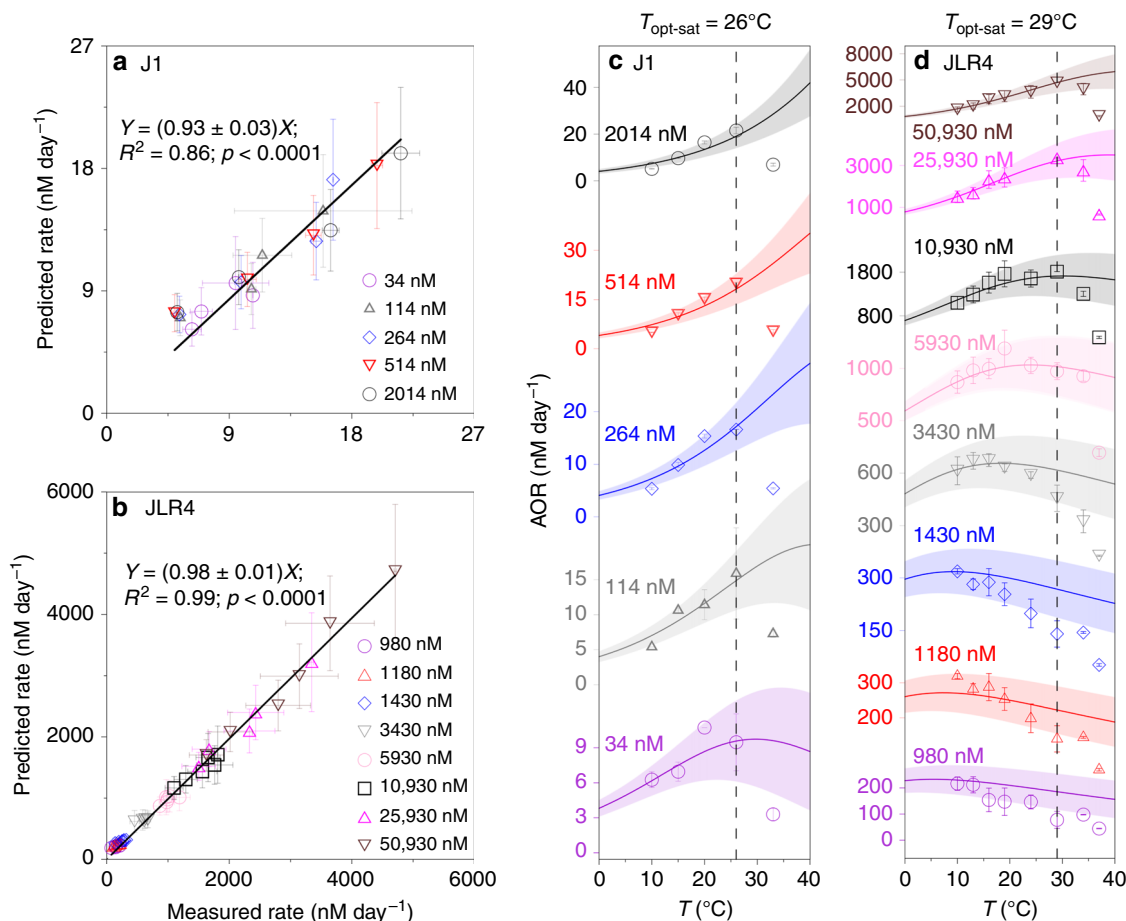 a J1
27
18
9
0
Predicted rate (nM day⁻¹)
Y = (0.93 ± 0.03)X;
R² = 0.86; p < 0.0001
34 nM
114 nM
264 nM
514 nM
2014 nM
0 9 18 27
b JLR4
6000
4000
2000
0
Predicted rate (nM day⁻¹)
Y = (0.98 ± 0.01)X;
R² = 0.99; p < 0.0001
980 nM
1180 nM
1430 nM
3430 nM
5930 nM
10,930 nM
25,930 nM
50,930 nM
0 2000 4000 6000
Measured rate (nM day⁻¹)
Topt-sat = 26°C
c J1
AOR (nM day⁻¹)
40
20
0
2014 nM
30
15
0
514 nM
20
10
0
264 nM
15
10
5
0
114 nM
9
6
3
0
34 nM
0 10 20 30 40
T (°C)
Topt-sat = 29°C
d JLR4
8000
5000
2000
50,930 nM
25,930 nM
3000
1000
10,930 nM
1800
800
5930 nM
1000
500
3430 nM
600
300
1430 nM
300
150
1180 nM
300
200
980 nM
200
100
0
0 10 20 30 40
T (°C)